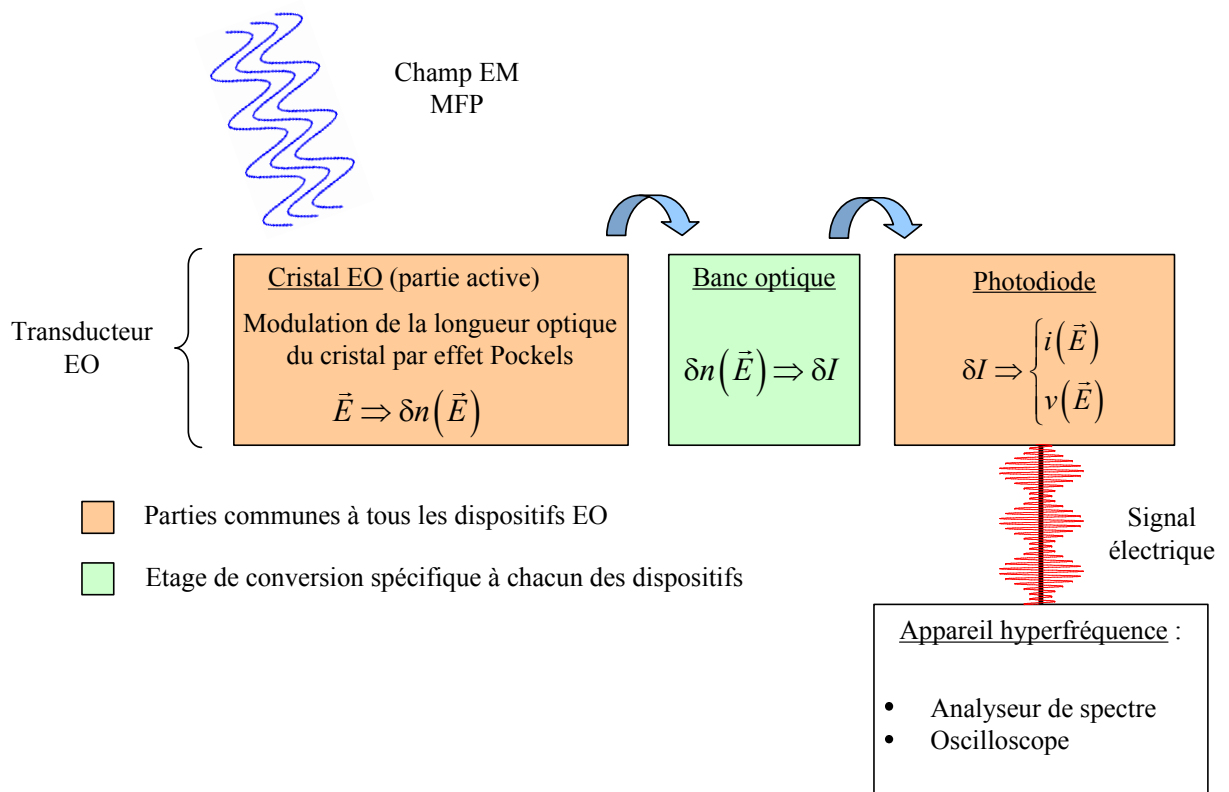 Champ EM
MFP
Transducteur
EO
Cristal EO (partie active)
Modulation de la longueur optique
du cristal par effet Pockels
E⃗ ⇒ δn(E⃗)
Banc optique
δn(E⃗) ⇒ δI
Photodiode
δI ⇒ { i(E⃗)
v(E⃗)
Parties communes à tous les dispositifs EO
Etage de conversion spécifique à chacun des dispositifs
Signal
électrique
Appareil hyperfréquence :
• Analyseur de spectre
• Oscilloscope